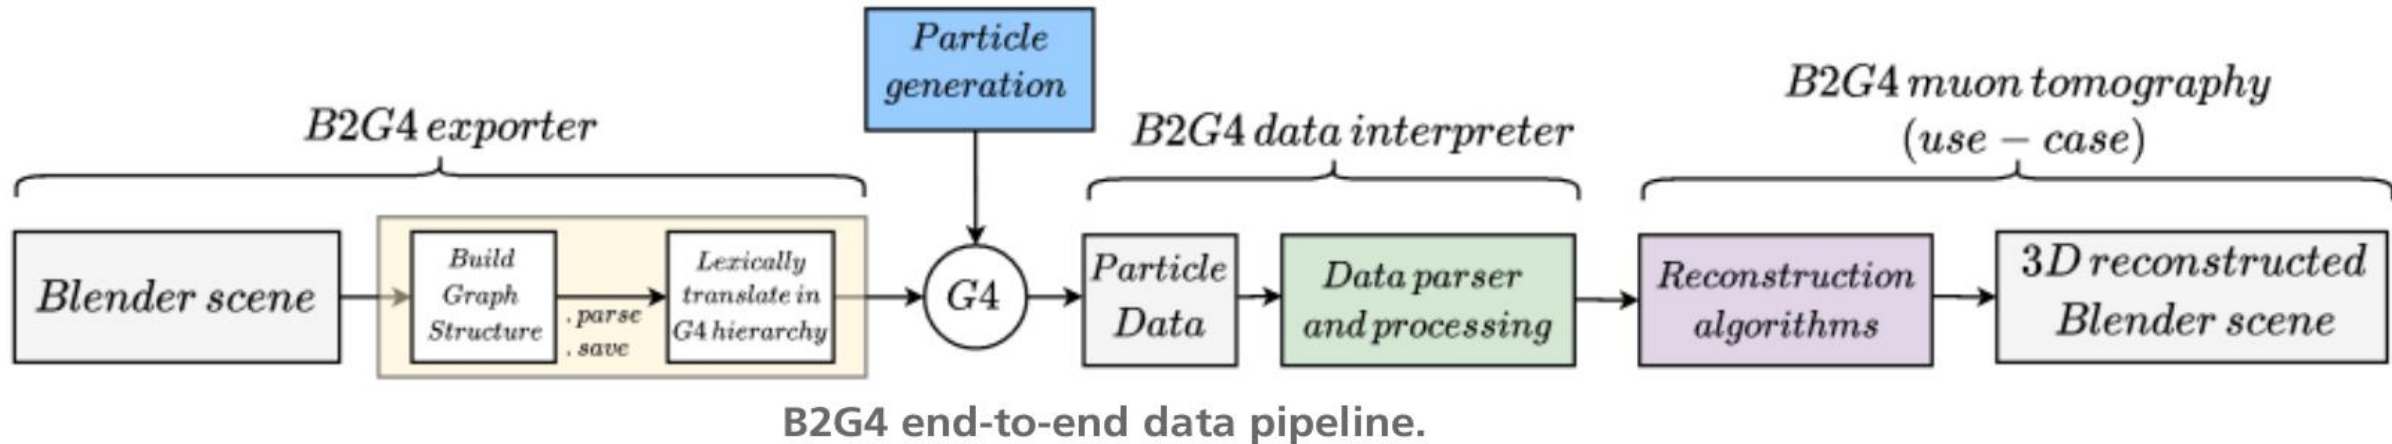 Particle
generation
B2G4 exporter
B2G4 data interpreter
B2G4 muon tomography
(use − case)
Blender scene
Build
Graph
Structure
.parse
.save
Lexically
translate in
G4 hierarchy
G4
Particle
Data
Data parser
and processing
Reconstruction
algorithms
3D reconstructed
Blender scene
B2G4 end-to-end data pipeline.